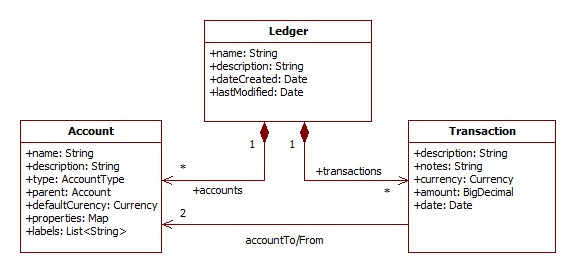 Ledger
+name: String
+description: String
+dateCreated: Date
+lastModified: Date
1
1
Account
+name: String
+description: String
+type: AccountType
+parent: Account
+defaultCurency: Currency
+properties: Map
+labels: List<String>
*
+accounts
+transactions
*
Transaction
+description: String
+notes: String
+currency: Currency
+amount: BigDecimal
+date: Date
2
accountTo/From